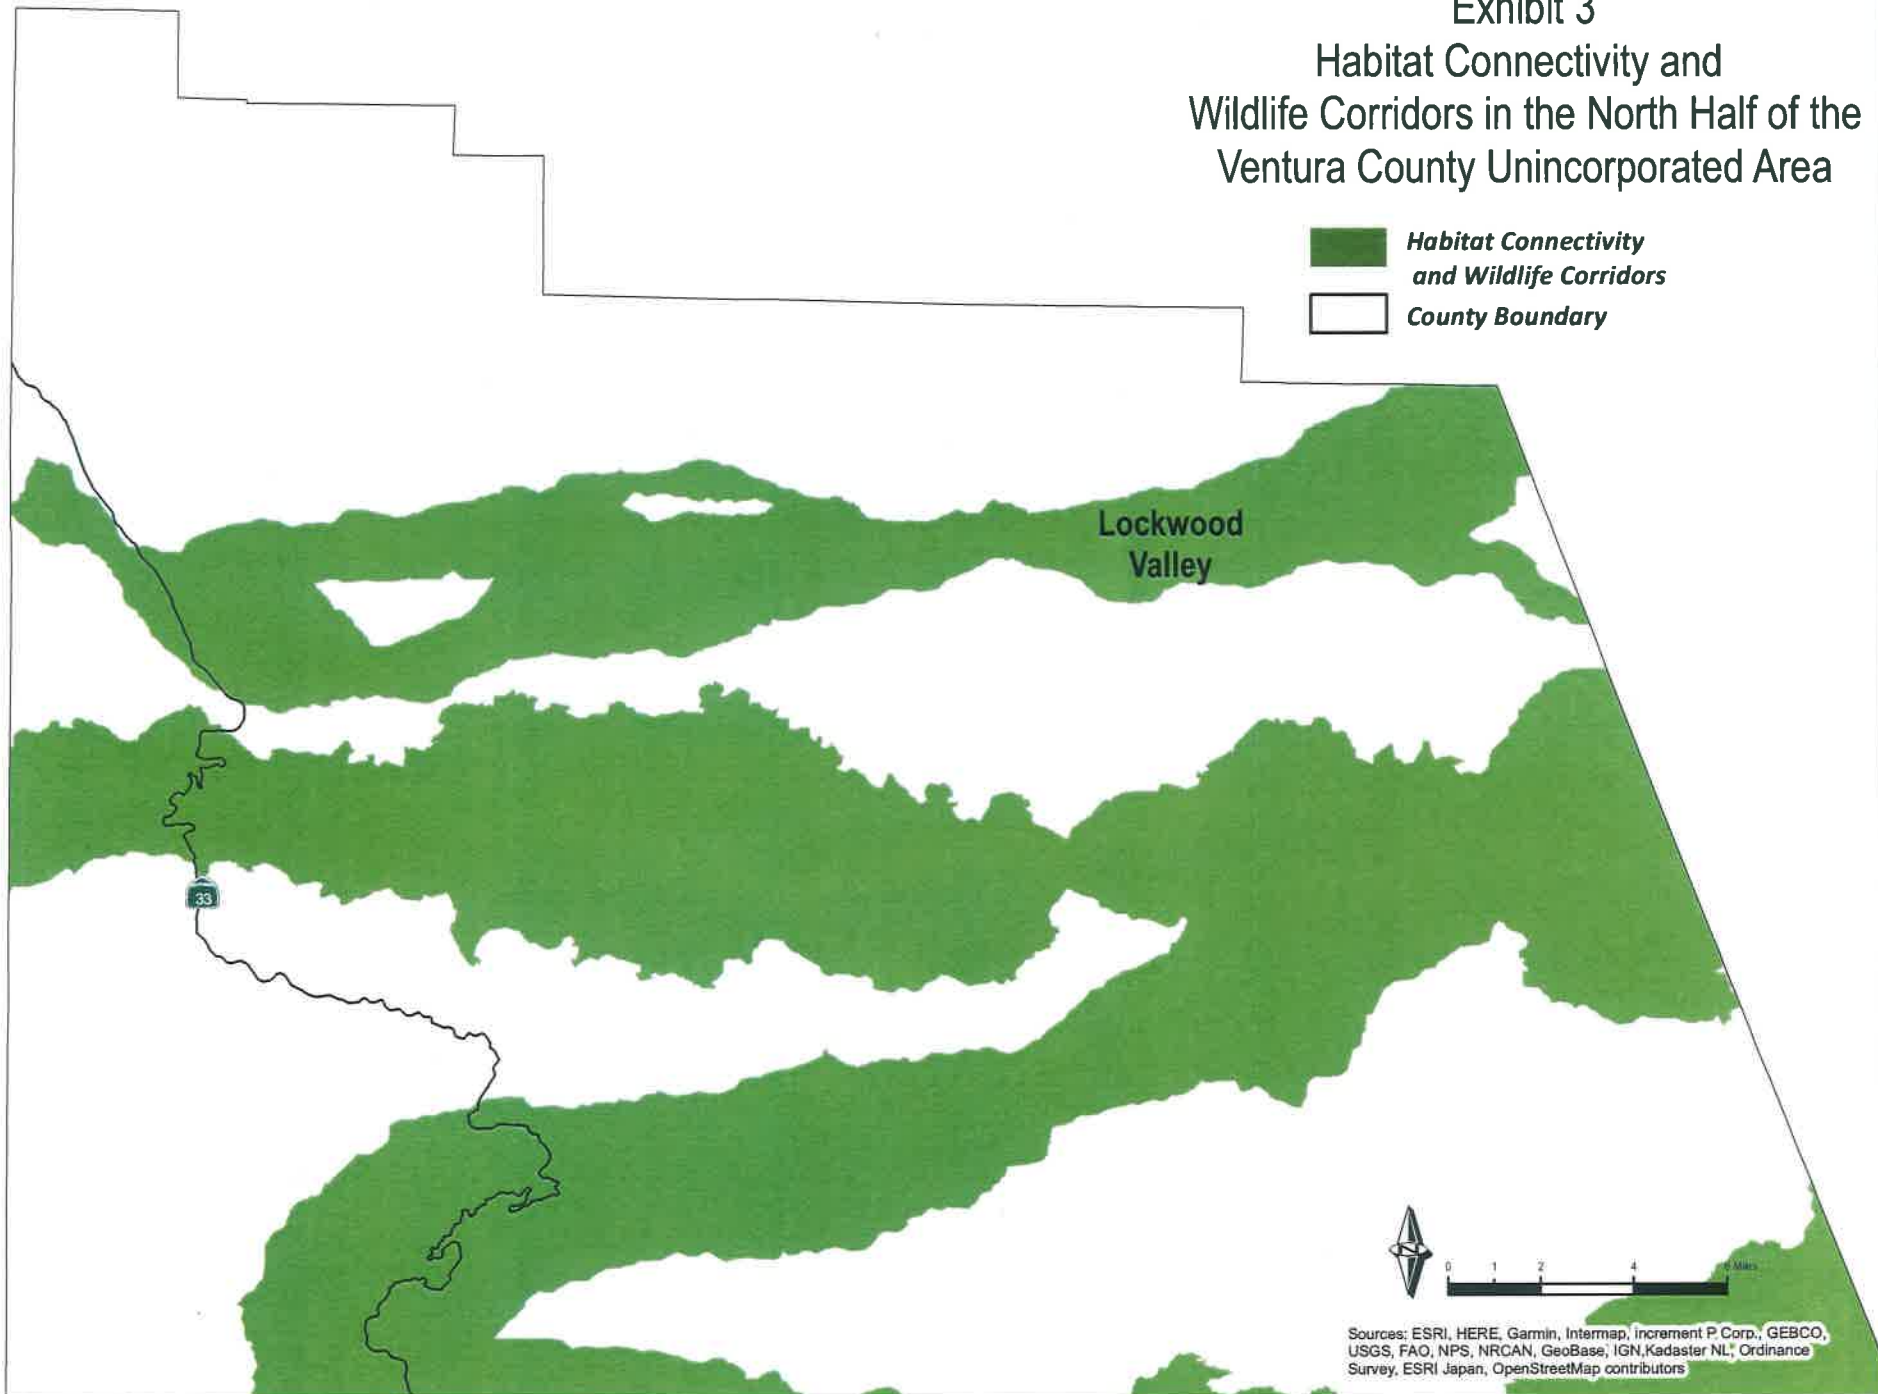 Exhibit 3
Habitat Connectivity and
Wildlife Corridors in the North Half of the
Ventura County Unincorporated Area
Habitat Connectivity
and Wildlife Corridors
County Boundary
Lockwood
Valley
33
N
0 1 2 4 6 Miles
Sources: ESRI, HERE, Garmin, Intermap, increment P Corp., GEBCO,
USGS, FAO, NPS, NRCAN, GeoBase, IGN,Kadaster NL, Ordinance
Survey, ESRI Japan, OpenStreetMap contributors